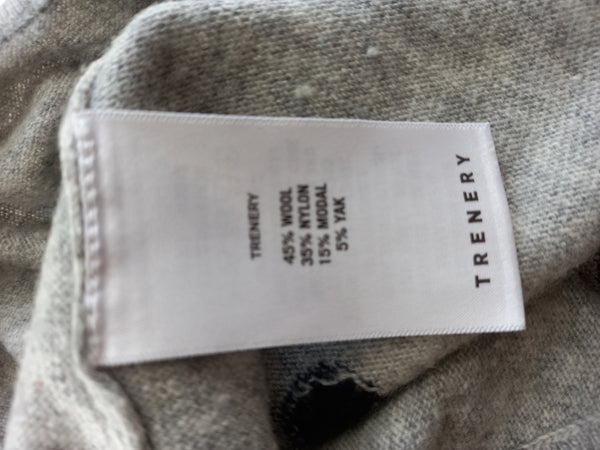 TRENERY
45% WOOL
35% NYLON
15% MODAL
5% YAK
TRENERY